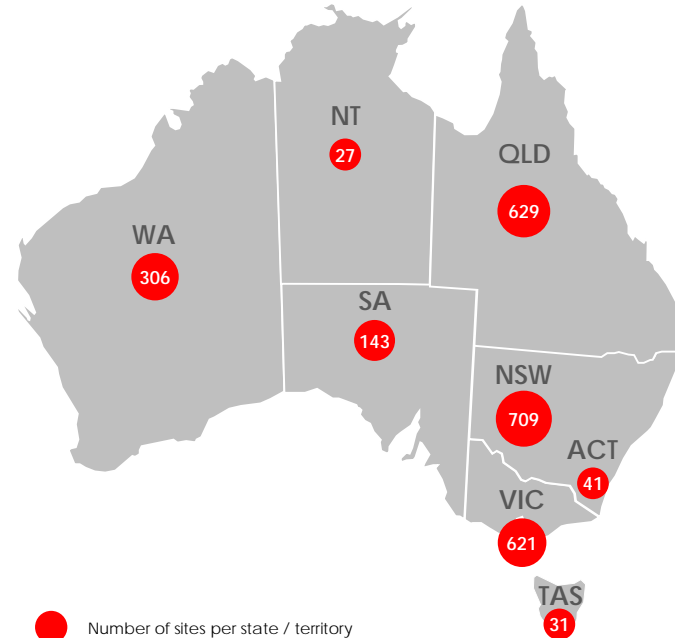 NT
27
QLD
629
WA
306
SA
143
NSW
709
ACT
41
VIC
621
TAS
31
Number of sites per state / territory